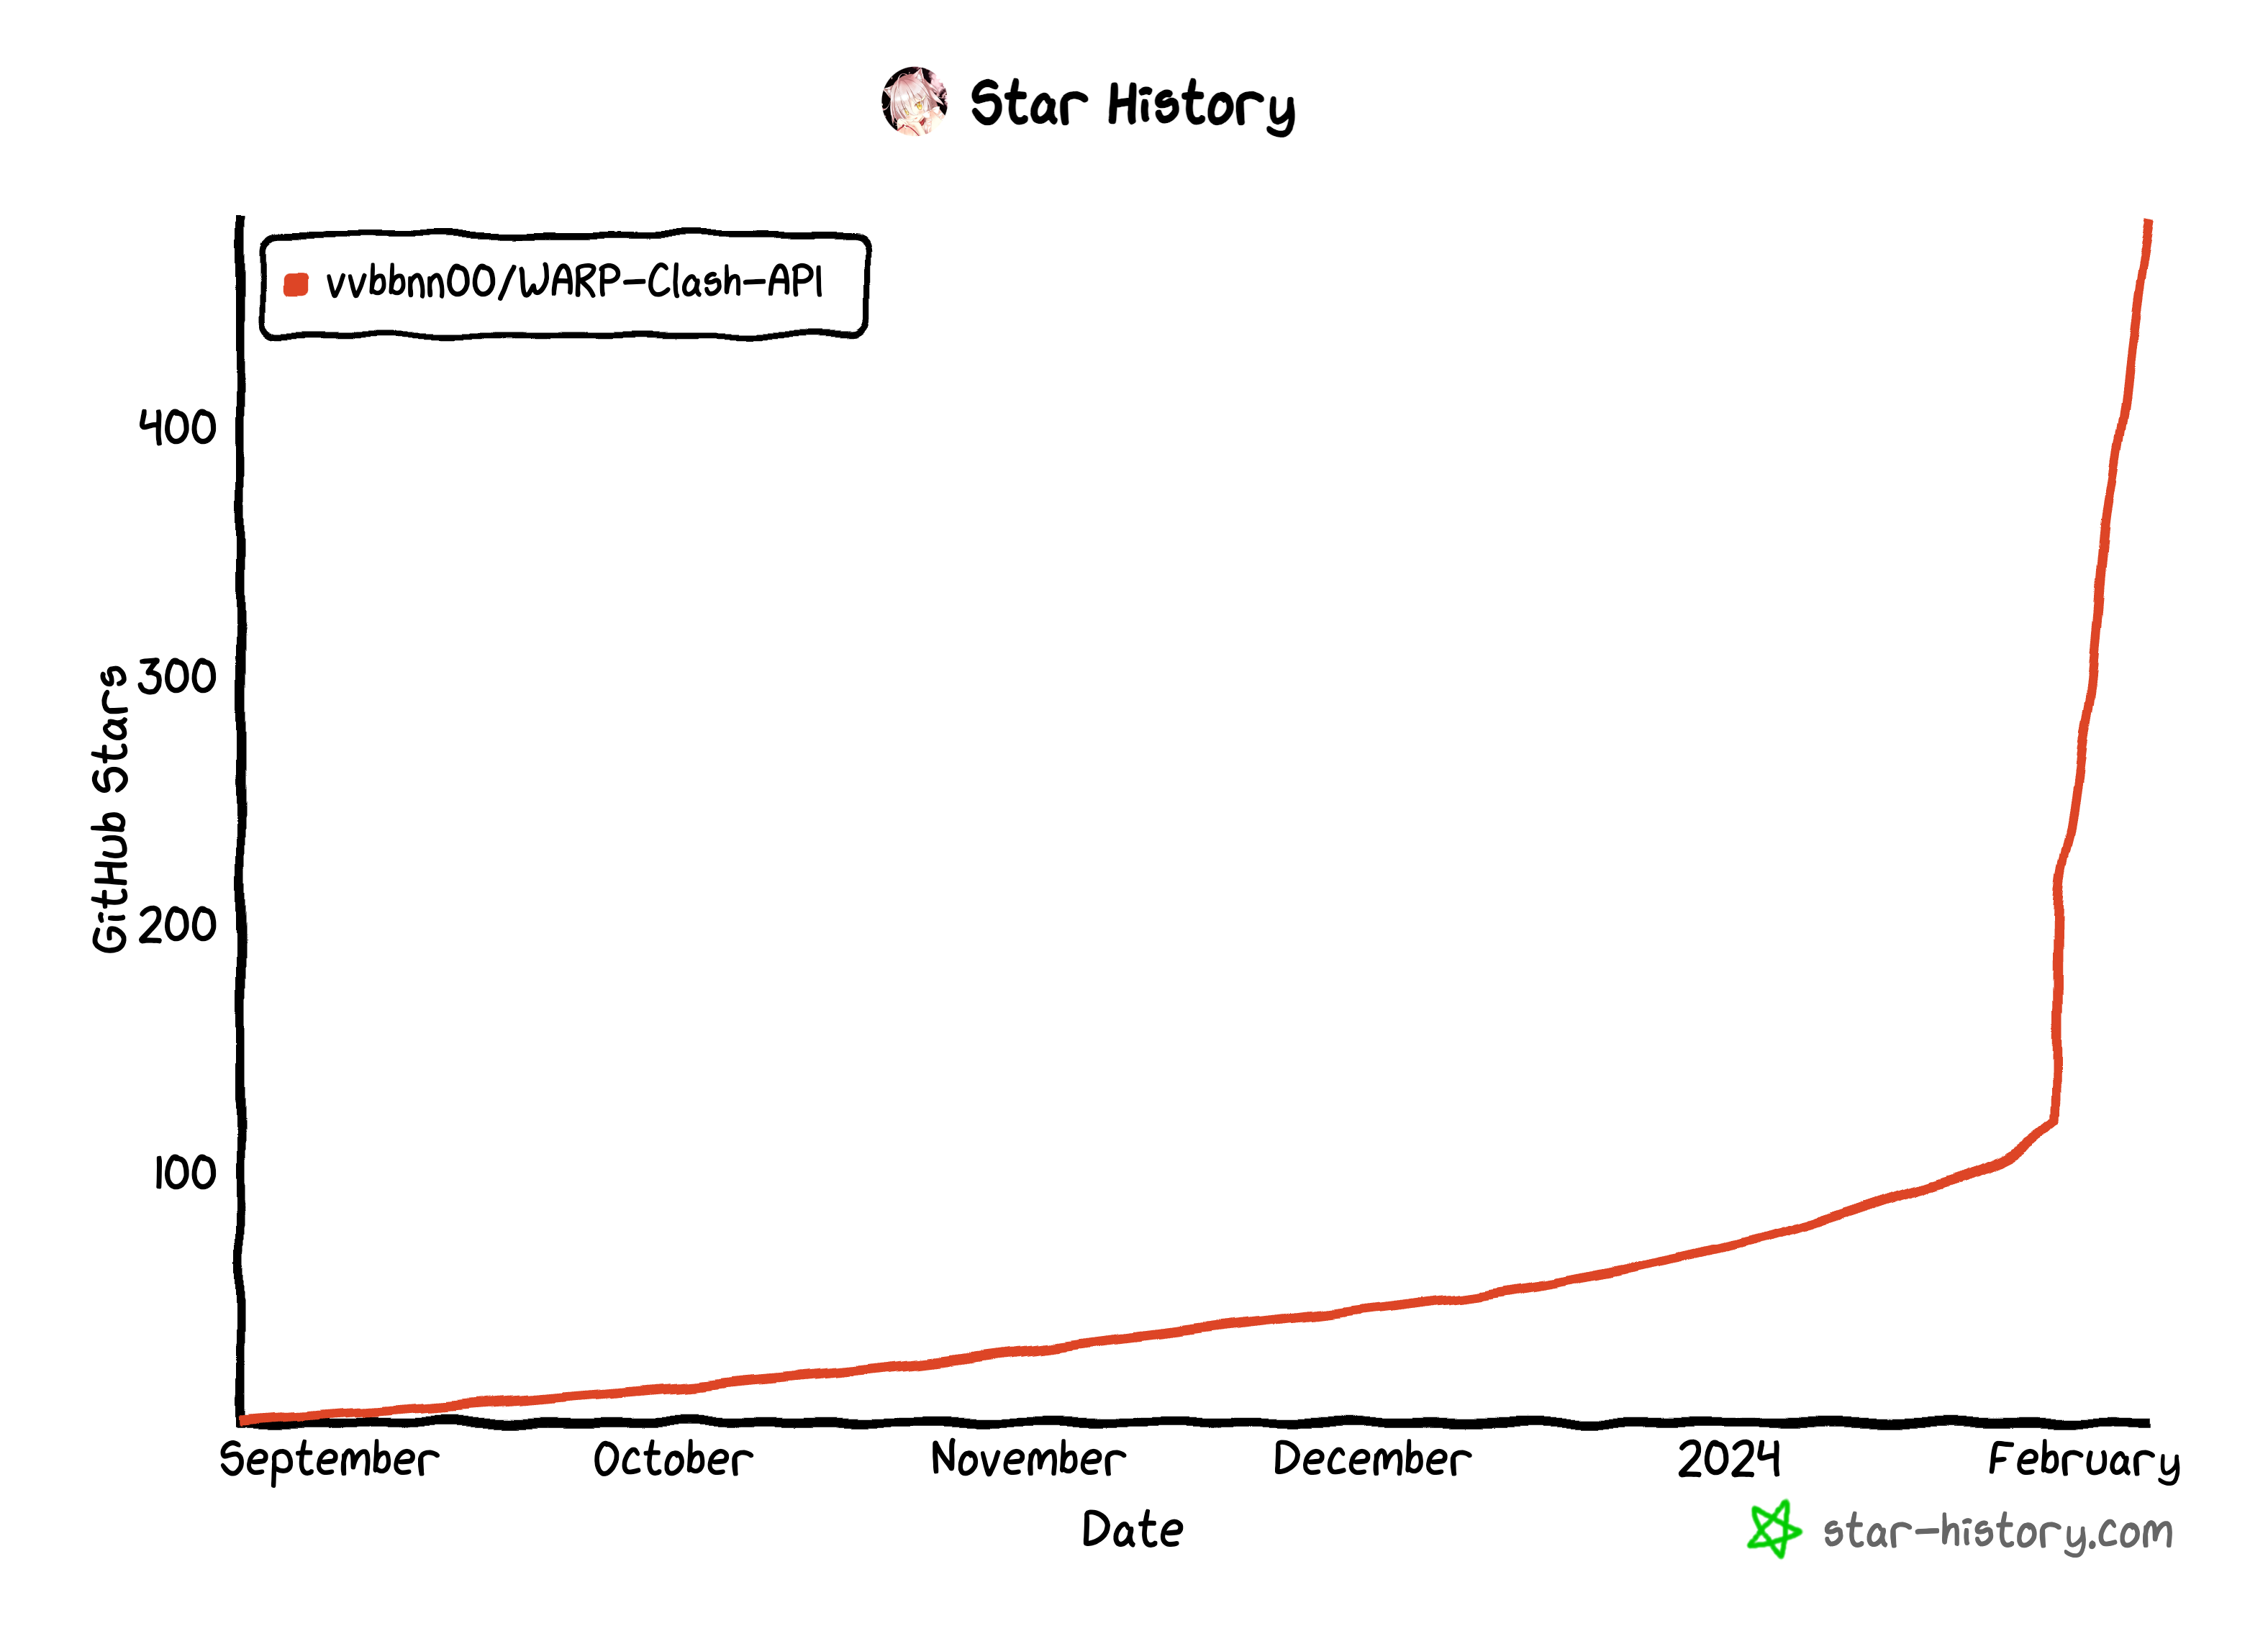 Star History
vvbbnn00/WARP-Clash-API
400
300
200
100
GitHub Stars
September October November December 2024 February
Date
star-history.com